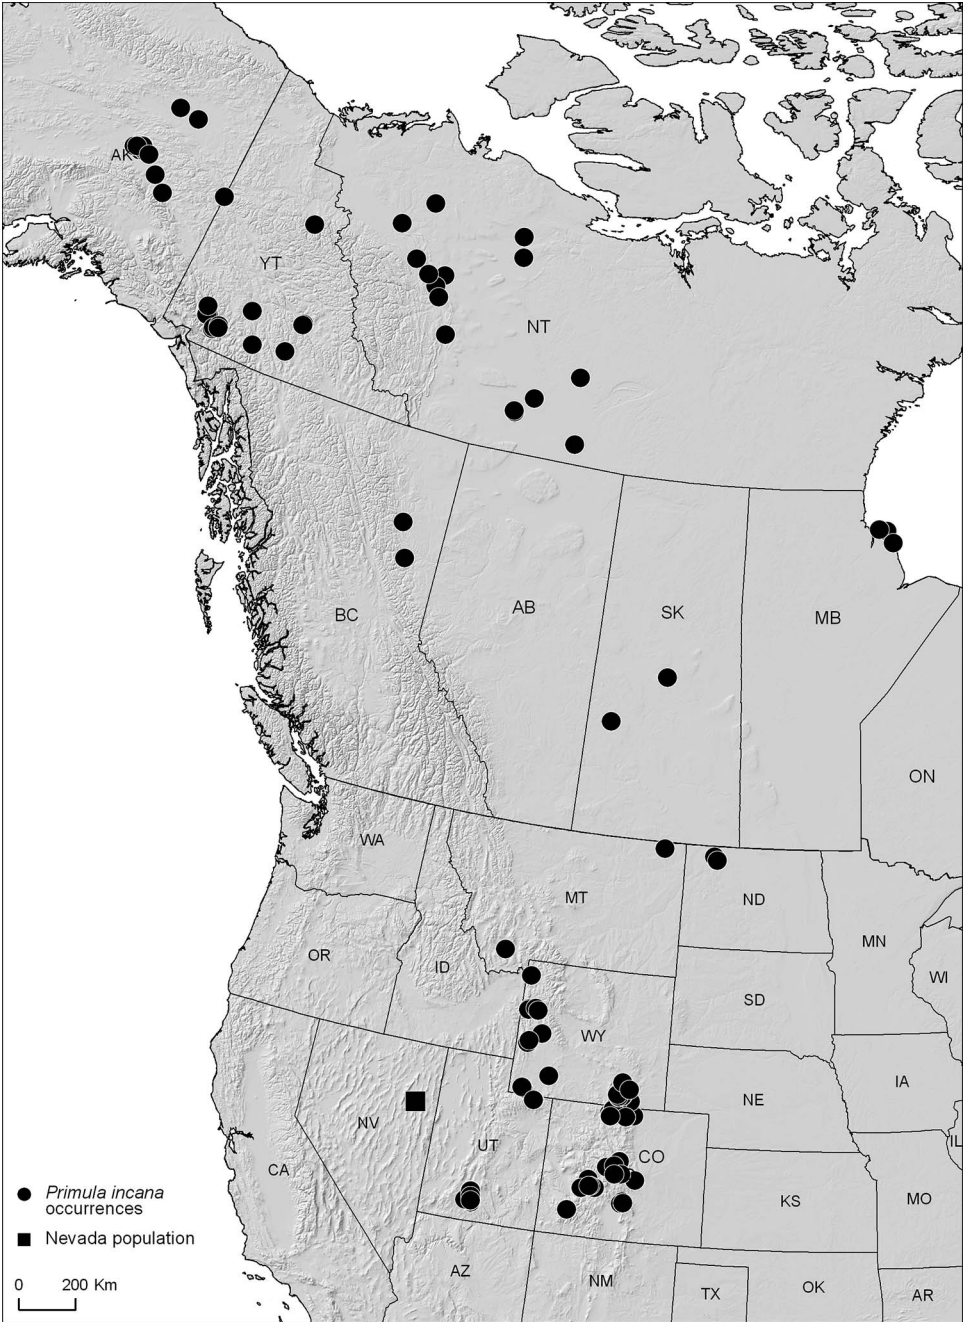 AK
YT
NT
BC
AB
SK
MB
ON
WA
MT
ND
MN
OR
ID
WI
SD
WY
IA
NE
NV
UT
IL
CO
CA
KS
MO
Primula incana
occurrences
Nevada population
AZ
NM
OK
TX
AR
0 200 Km